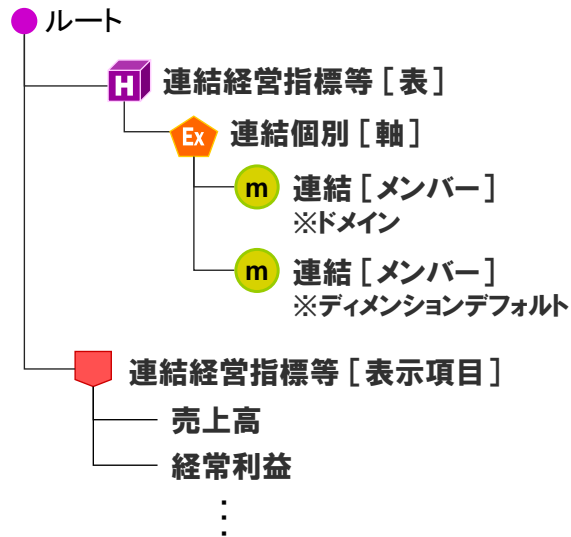 ルート
H 連結経営指標等［表］
Ex 連結個別［軸］
m 連結［メンバー］
※ドメイン
m 連結［メンバー］
※ディメンションデフォルト
連結経営指標等［表示項目］
売上高
経常利益
⋮